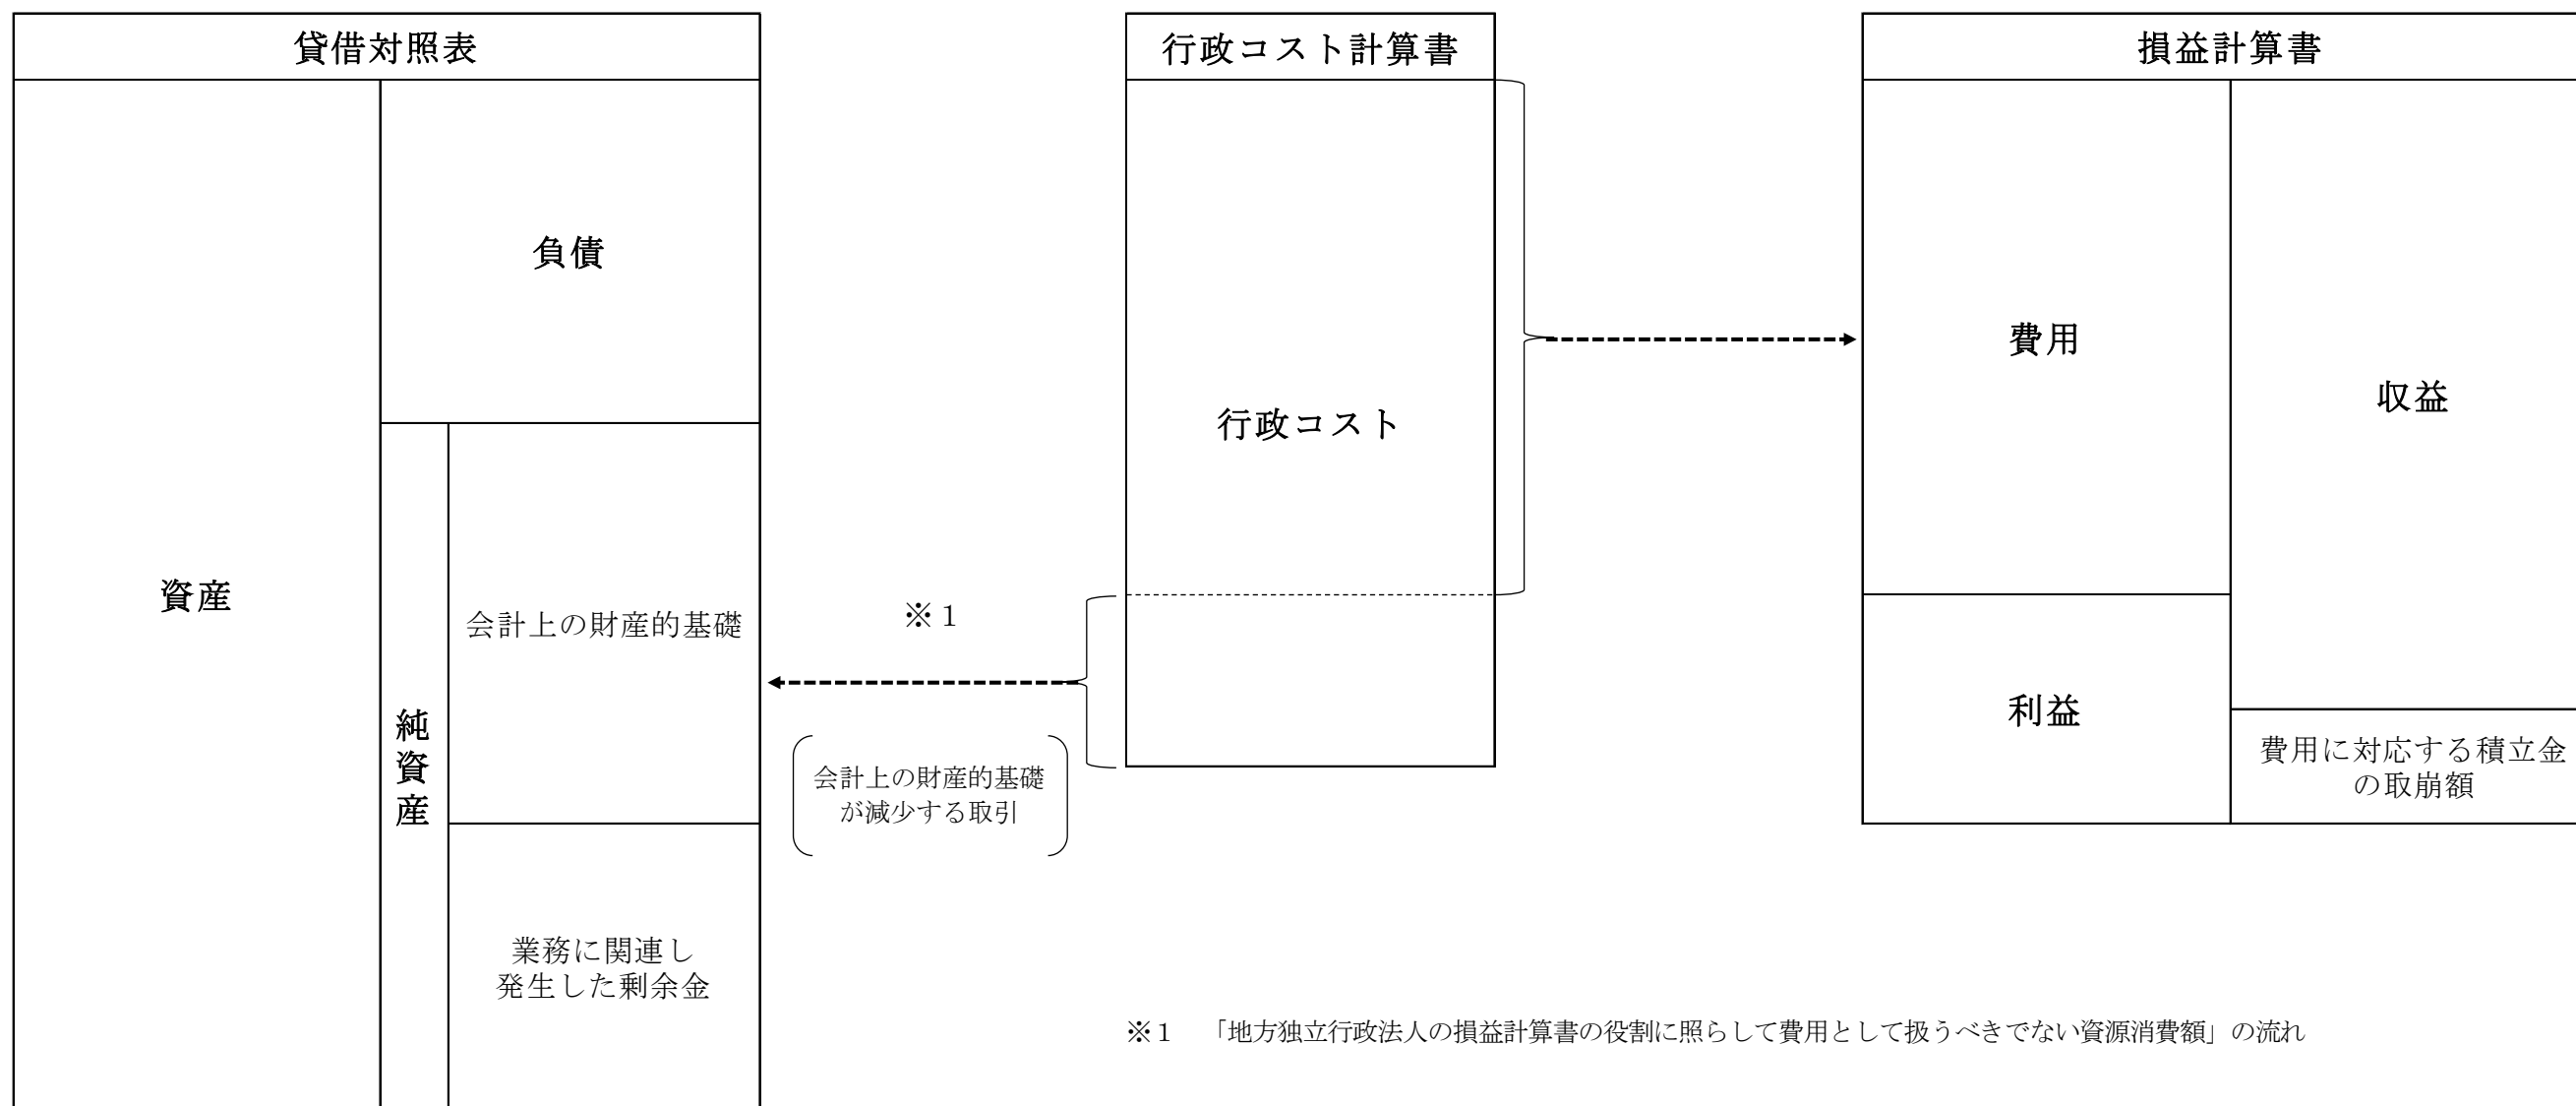 貸借対照表
資産
負債
純資産
会計上の財産的基礎
業務に関連し
発生した剰余金
※１
会計上の財産的基礎
が減少する取引
行政コスト計算書
行政コスト
損益計算書
費用
利益
収益
費用に対応する積立金
の取崩額
※１　「地方独立行政法人の損益計算書の役割に照らして費用として扱うべきでない資源消費額」の流れ